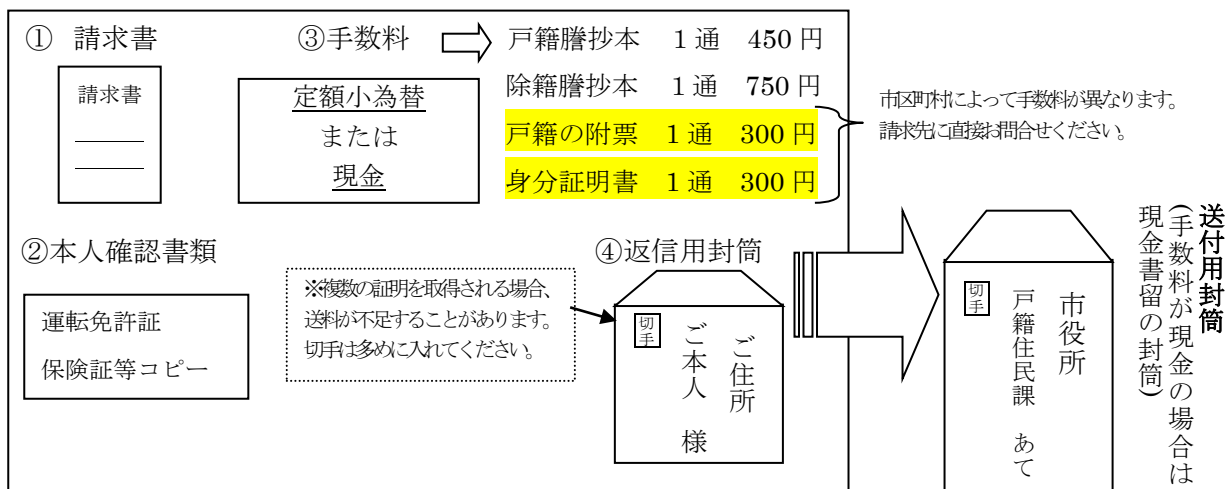 ① 請求書
請求書
③手数料
定額小為替
または
現金
戸籍謄抄本 1通 450円
除籍謄抄本 1通 750円
戸籍の附票 1通 300円
身分証明書 1通 300円
市区町村によって手数料が異なります。
請求先に直接お問合せください。
②本人確認書類
運転免許証
保険証等コピー
※複数の証明を取得される場合、
送料が不足することがあります。
切手は多めに入れてください。
④返信用封筒
切手
ご住所
ご本人 様
切手
市役所
戸籍住民課 あて
送付用封筒
(手数料が現金の場合は
現金書留の封筒)